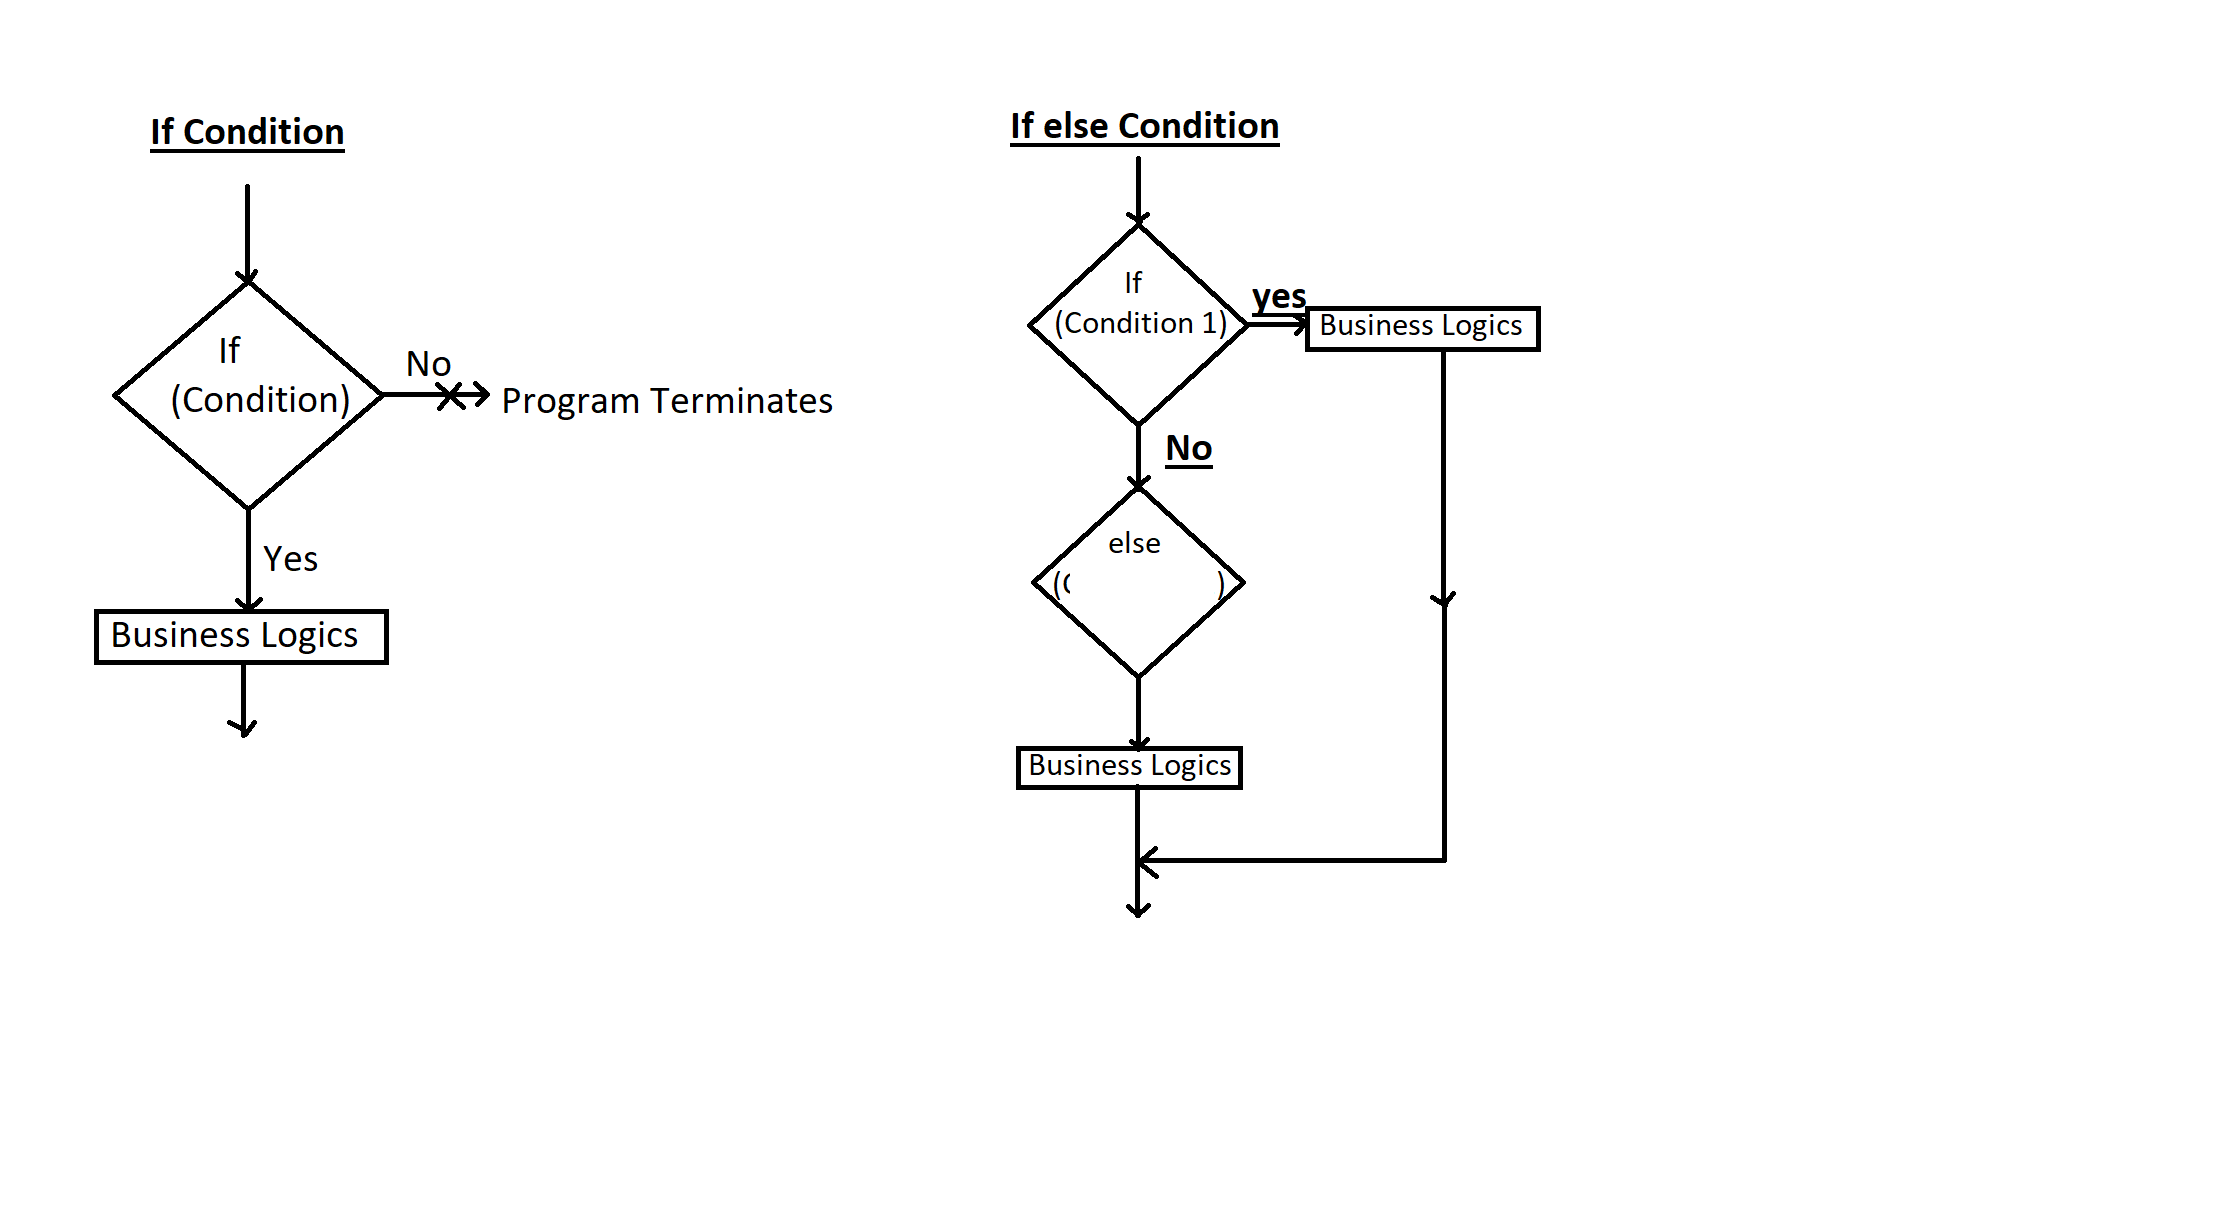 If Condition
If
(Condition)
No
Program Terminates
Yes
Business Logics
If else Condition
If
(Condition 1)
yes
Business Logics
No
else
( )
Business Logics